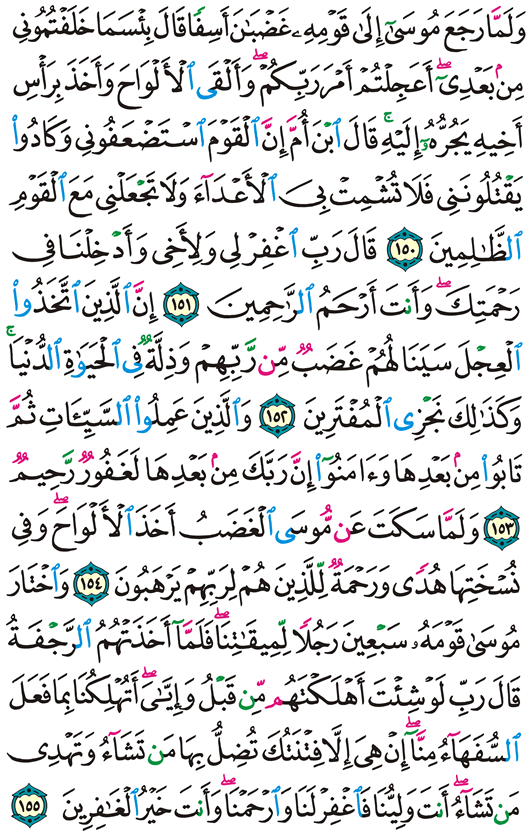 وَلَمَّا رَجَعَ مُوسَىٰٓ إِلَىٰ قَوْمِهِۦ غَضْبَٰنَ أَسِفًا قَالَ بِئْسَمَا خَلَفْتُمُونِى
مِنۢ بَعْدِىٓ ۖ أَعَجِلْتُمْ أَمْرَ رَبِّكُمْ ۖ وَأَلْقَى ٱلْأَلْوَاحَ وَأَخَذَ بِرَأْسِ
أَخِيهِ يَجُرُّهُۥٓ إِلَيْهِ ۚ قَالَ ٱبْنَ أُمَّ إِنَّ ٱلْقَوْمَ ٱسْتَضْعَفُونِى وَكَادُوا۟
يَقْتُلُونَنِى فَلَا تُشْمِتْ بِىَ ٱلْأَعْدَآءَ وَلَا تَجْعَلْنِى مَعَ ٱلْقَوْمِ
ٱلظَّٰلِمِينَ ١٥٠ قَالَ رَبِّ ٱغْفِرْ لِى وَلِأَخِى وَأَدْخِلْنَا فِى
رَحْمَتِكَ ۖ وَأَنتَ أَرْحَمُ ٱلرَّٰحِمِينَ ١٥١ إِنَّ ٱلَّذِينَ ٱتَّخَذُوا۟
ٱلْعِجْلَ سَيَنَالُهُمْ غَضَبٌ مِّن رَّبِّهِمْ وَذِلَّةٌ فِى ٱلْحَيَوٰةِ ٱلدُّنْيَا ۚ
وَكَذَٰلِكَ نَجْزِى ٱلْمُفْتَرِينَ ١٥٢ وَٱلَّذِينَ عَمِلُوا۟ ٱلسَّيِّـَٔاتِ ثُمَّ
تَابُوا۟ مِنۢ بَعْدِهَا وَءَامَنُوٓا۟ إِنَّ رَبَّكَ مِنۢ بَعْدِهَا لَغَفُورٌ رَّحِيمٌ
١٥٣ وَلَمَّا سَكَتَ عَن مُّوسَى ٱلْغَضَبُ أَخَذَ ٱلْأَلْوَاحَ ۖ وَفِى
نُسْخَتِهَا هُدًى وَرَحْمَةٌ لِّلَّذِينَ هُمْ لِرَبِّهِمْ يَرْهَبُونَ ١٥٤ وَٱخْتَارَ
مُوسَىٰ قَوْمَهُۥ سَبْعِينَ رَجُلًا لِّمِيقَٰتِنَا ۖ فَلَمَّآ أَخَذَتْهُمُ ٱلرَّجْفَةُ
قَالَ رَبِّ لَوْ شِئْتَ أَهْلَكْتَهُم مِّن قَبْلُ وَإِيَّٰىَ ۖ أَتُهْلِكُنَا بِمَا فَعَلَ
ٱلسُّفَهَآءُ مِنَّآ ۖ إِنْ هِىَ إِلَّا فِتْنَتُكَ تُضِلُّ بِهَا مَن تَشَآءُ وَتَهْدِى
مَن تَشَآءُ ۖ أَنتَ وَلِيُّنَا فَٱغْفِرْ لَنَا وَٱرْحَمْنَا ۖ وَأَنتَ خَيْرُ ٱلْغَٰفِرِينَ ١٥٥